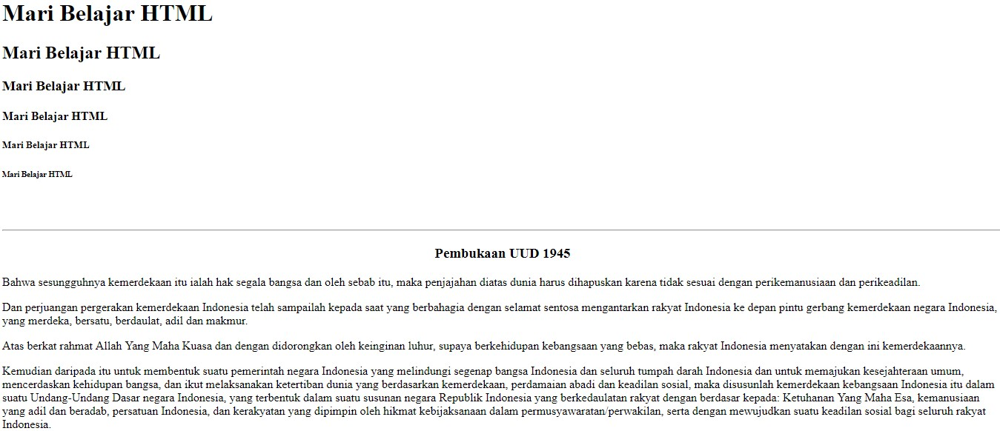 Mari Belajar HTML
Mari Belajar HTML
Mari Belajar HTML
Mari Belajar HTML
Mari Belajar HTML
Mari Belajar HTML
Pembukaan UUD 1945
Bahwa sesungguhnya kemerdekaan itu ialah hak segala bangsa dan oleh sebab itu, maka penjajahan diatas dunia harus dihapuskan karena tidak sesuai dengan perikemanusiaan dan perikeadilan.
Dan perjuangan pergerakan kemerdekaan Indonesia telah sampailah kepada saat yang berbahagia dengan selamat sentosa mengantarkan rakyat Indonesia ke depan pintu gerbang kemerdekaan negara Indonesia,
yang merdeka, bersatu, berdaulat, adil dan makmur.
Atas berkat rahmat Allah Yang Maha Kuasa dan dengan didorongkan oleh keinginan luhur, supaya berkehidupan kebangsaan yang bebas, maka rakyat Indonesia menyatakan dengan ini kemerdekaannya.
Kemudian daripada itu untuk membentuk suatu pemerintah negara Indonesia yang melindungi segenap bangsa Indonesia dan seluruh tumpah darah Indonesia dan untuk memajukan kesejahteraan umum,
mencerdaskan kehidupan bangsa, dan ikut melaksanakan ketertiban dunia yang berdasarkan kemerdekaan, perdamaian abadi dan keadilan sosial, maka disusunlah kemerdekaan kebangsaan Indonesia itu dalam
suatu Undang-Undang Dasar negara Indonesia, yang terbentuk dalam suatu susunan negara Republik Indonesia yang berkedaulatan rakyat dengan berdasar kepada: Ketuhanan Yang Maha Esa, kemanusiaan
yang adil dan beradab, persatuan Indonesia, dan kerakyatan yang dipimpin oleh hikmat kebijaksanaan dalam permusyawaratan/perwakilan, serta dengan mewujudkan suatu keadilan sosial bagi seluruh rakyat
Indonesia.